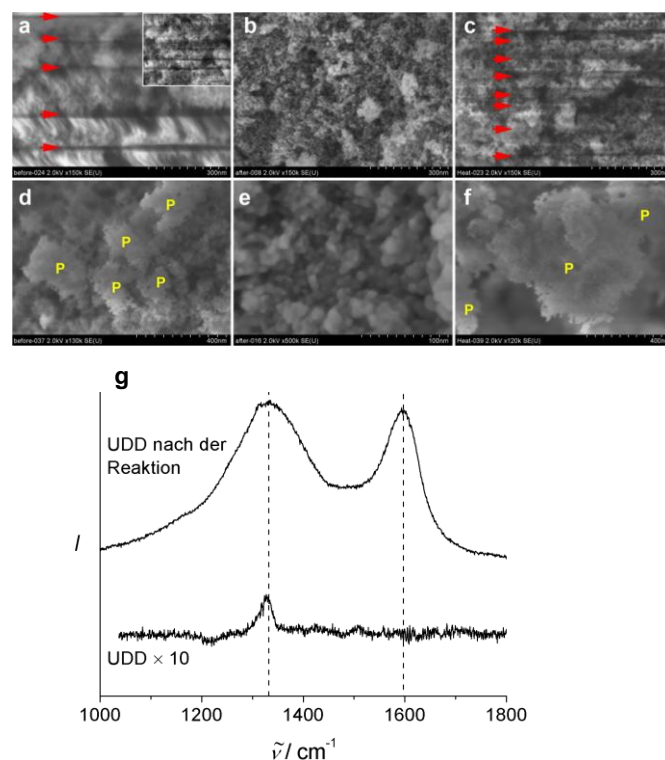 a
before-024 2.0kV x150k SE(U)
300nm
b
after-008 2.0kV x150k SE(U)
300nm
c
Heat-023 2.0kV x150k SE(U)
300nm
d
P
P
P
P
P
before-037 2.0kV x130k SE(U)
400nm
e
after-016 2.0kV x500k SE(U)
100nm
f
P
P
P
Heat-039 2.0kV x120k SE(U)
400nm
g
UDD nach der
Reaktion
I
UDD × 10
1000 1200 1400 1600 1800
ṽ / cm⁻¹